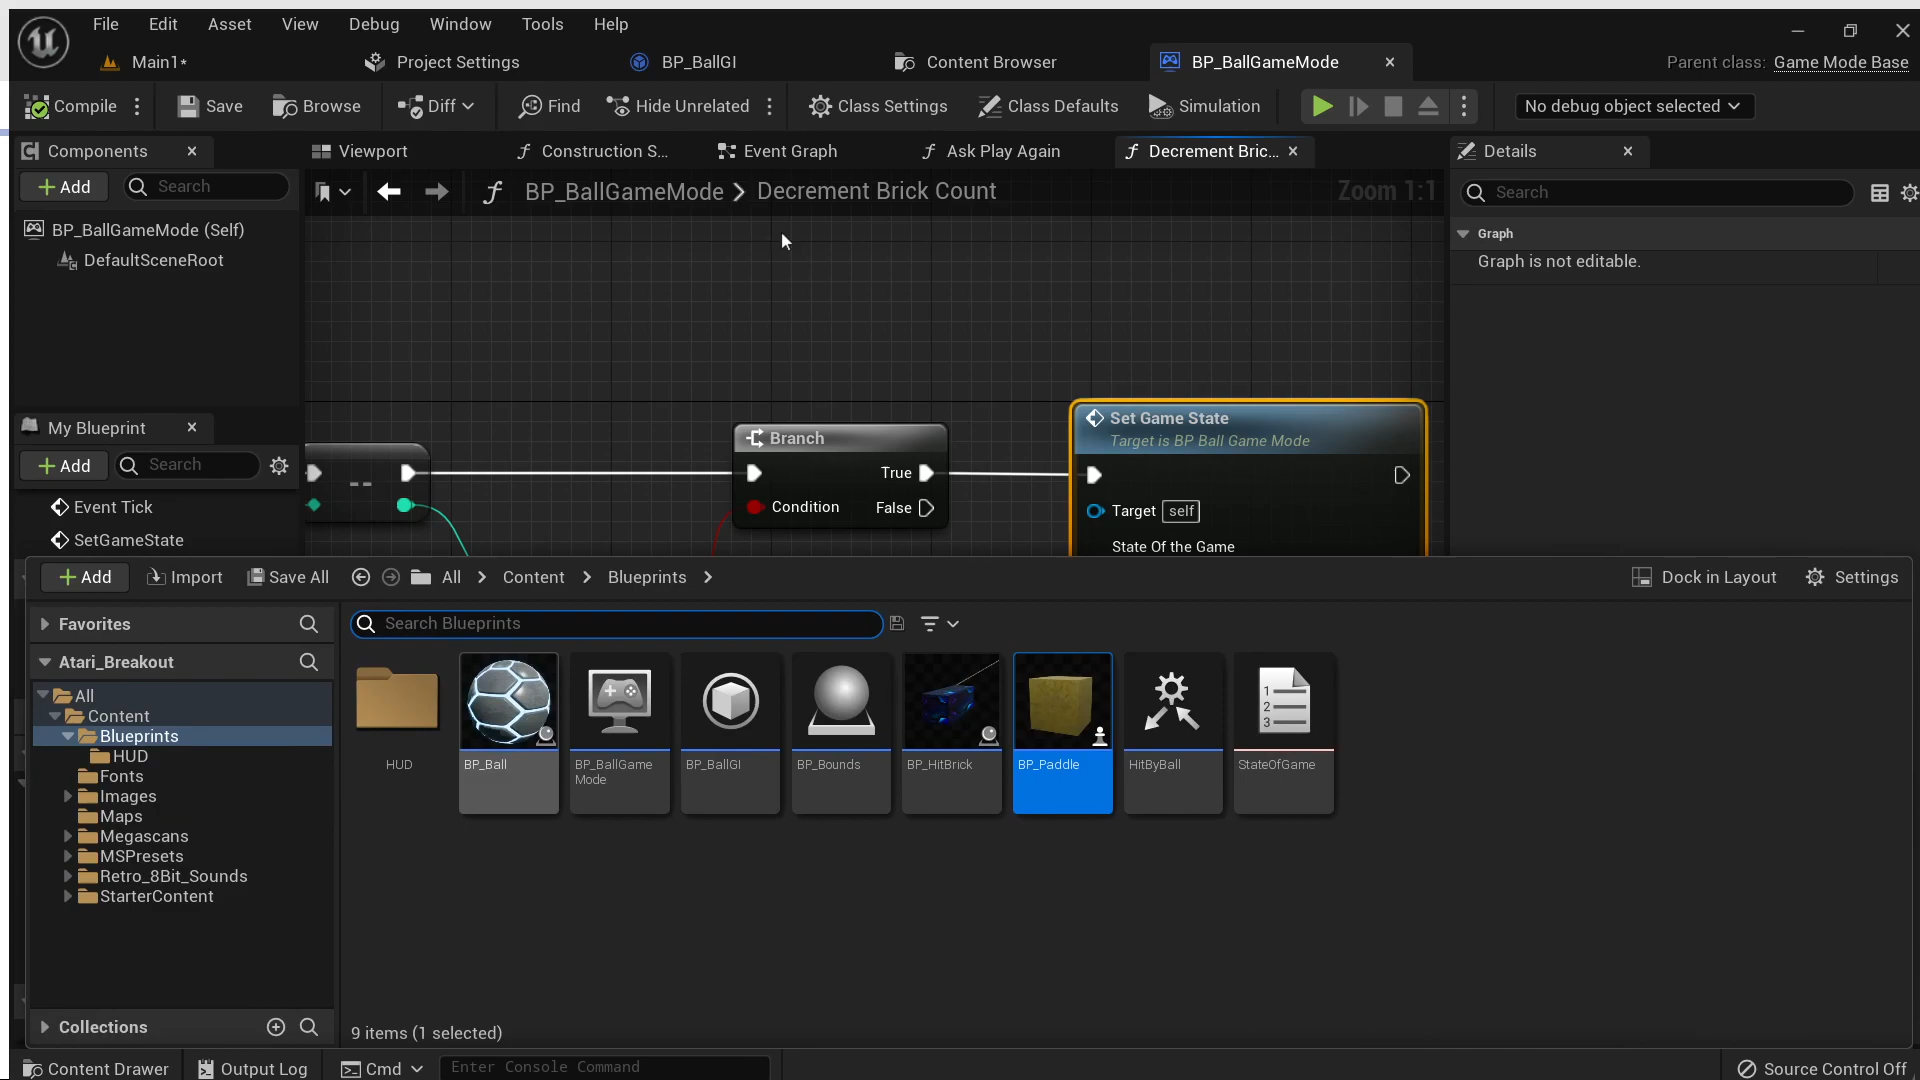 File Edit Asset View Debug Window Tools Help
Main1* Project Settings BP_BallGI Content Browser BP_BallGameMode Parent class: Game Mode Base
Compile Save Browse Diff Find Hide Unrelated Class Settings Class Defaults Simulation No debug object selected
Components Viewport Construction S... Event Graph Ask Play Again Decrement Bric... Details
Add Search BP_BallGameMode Decrement Brick Count Zoom 1:1 Search
BP_BallGameMode (Self)
DefaultSceneRoot
Graph
Graph is not editable.
My Blueprint
Add Search
Event Tick
SetGameState
--
Branch
True
Condition False
Set Game State
Target is BP Ball Game Mode
Target self
State Of the Game
Add Import Save All All Content Blueprints Dock in Layout Settings
Favorites
Search Blueprints
Atari_Breakout
All
Content
Blueprints
HUD
Fonts
Images
Maps
Megascans
MSPresets
Retro_8Bit_Sounds
StarterContent
Collections
1
2
3
HUD BP_Ball BP_BallGame BP_BallGI BP_Bounds BP_HitBrick BP_Paddle HitByBall StateOfGame
Mode
9 items (1 selected)
Content Drawer Output Log Cmd Enter Console Command Source Control Off